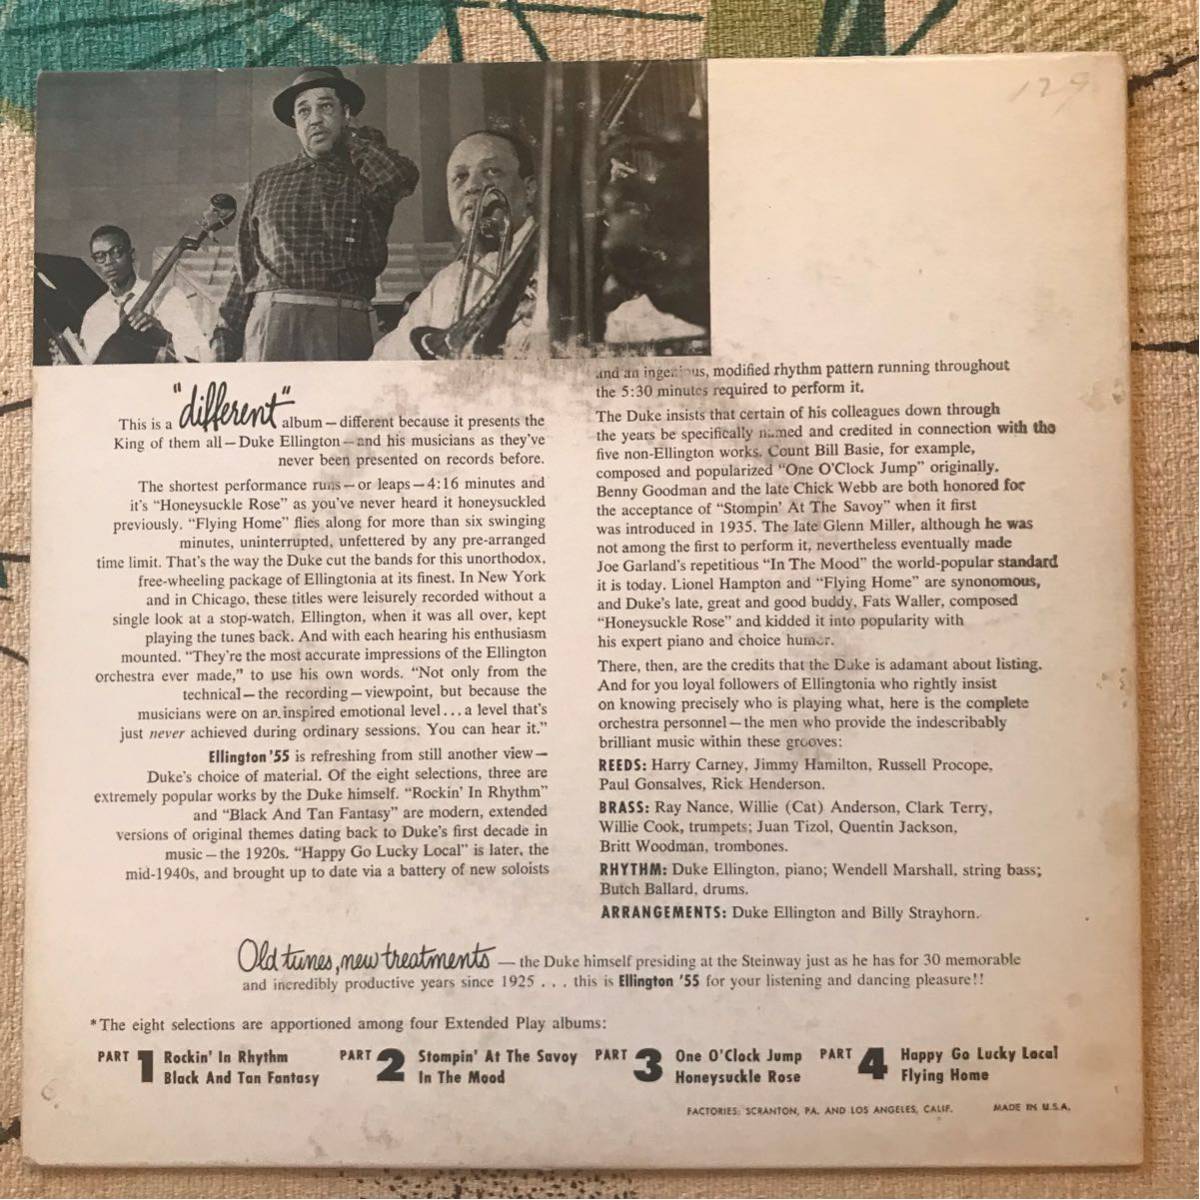 129
This is a "different" album — different because it presents the
King of them all — Duke Ellington — and his musicians as they've
never been presented on records before.
The shortest performance runs — or leaps — 4:16 minutes and
it's "Honeysuckle Rose" as you've never heard it honeysuckled
previously. "Flying Home" flies along for more than six swinging
minutes, uninterrupted, unfettered by any pre-arranged
time limit. That's the way the Duke cut the bands for this unorthodox,
free-wheeling package of Ellingtonia at its finest. In New York
and in Chicago, these titles were leisurely recorded without a
single look at a stop-watch. Ellington, when it was all over, kept
playing the tunes back. And with each hearing his enthusiasm
mounted. "They're the most accurate impressions of the Ellington
orchestra ever made," to use his own words. "Not only from the
technical — the recording — viewpoint, but because the
musicians were on an inspired emotional level...a level that's
just never achieved during ordinary sessions. You can hear it."
Ellington '55 is refreshing from still another view —
Duke's choice of material. Of the eight selections, three are
extremely popular works by the Duke himself. "Rockin' In Rhythm"
and "Black And Tan Fantasy" are modern, extended
versions of original themes dating back to Duke's first decade in
music — the 1920s. "Happy Go Lucky Local" is later, the
mid-1940s, and brought up to date via a battery of new soloists
and an ingenious, modified rhythm pattern running throughout
the 5:30 minutes required to perform it.
The Duke insists that certain of his colleagues down through
the years be specifically named and credited in connection with the
five non-Ellington works. Count Bill Basie, for example,
composed and popularized "One O'Clock Jump" originally.
Benny Goodman and the late Chick Webb are both honored for
the acceptance of "Stompin' At The Savoy" when it first
was introduced in 1935. The late Glenn Miller, although he was
not among the first to perform it, nevertheless eventually made
Joe Garland's repetitious "In The Mood" the world-popular standard
it is today. Lionel Hampton and "Flying Home" are synonomous,
and Duke's late, great and good buddy, Fats Waller, composed
"Honeysuckle Rose" and kidded it into popularity with
his expert piano and choice humor.
There, then, are the credits that the Duke is adamant about listing.
And for you loyal followers of Ellingtonia who rightly insist
on knowing precisely who is playing what, here is the complete
orchestra personnel — the men who provide the indescribably
brilliant music within these grooves:
REEDS: Harry Carney, Jimmy Hamilton, Russell Procope,
Paul Gonsalves, Rick Henderson.
BRASS: Ray Nance, Willie (Cat) Anderson, Clark Terry,
Willie Cook, trumpets; Juan Tizol, Quentin Jackson,
Britt Woodman, trombones.
RHYTHM: Duke Ellington, piano; Wendell Marshall, string bass;
Butch Ballard, drums.
ARRANGEMENTS: Duke Ellington and Billy Strayhorn.
Old tunes, new treatments — the Duke himself presiding at the Steinway just as he has for 30 memorable
and incredibly productive years since 1925 . . . this is Ellington '55 for your listening and dancing pleasure!!
*The eight selections are apportioned among four Extended Play albums:
PART 1 Rockin' In Rhythm
Black And Tan Fantasy
PART 2 Stompin' At The Savoy
In The Mood
PART 3 One O'Clock Jump
Honeysuckle Rose
PART 4 Happy Go Lucky Local
Flying Home
FACTORIES: SCRANTON, PA. AND LOS ANGELES, CALIF. MADE IN U.S.A.